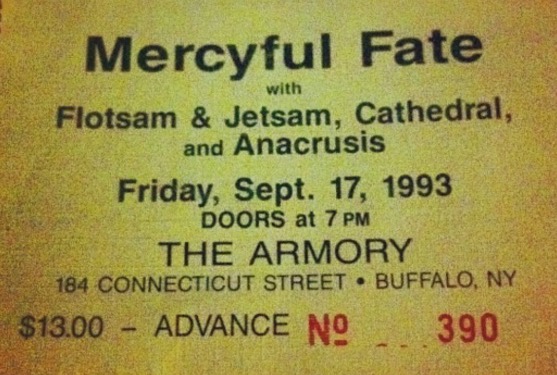 Mercyful Fate
with
Flotsam & Jetsam, Cathedral,
and Anacrusis
Friday, Sept. 17, 1993
DOORS at 7 PM
THE ARMORY
184 CONNECTICUT STREET • BUFFALO, NY
$13.00 – ADVANCE Nº 390